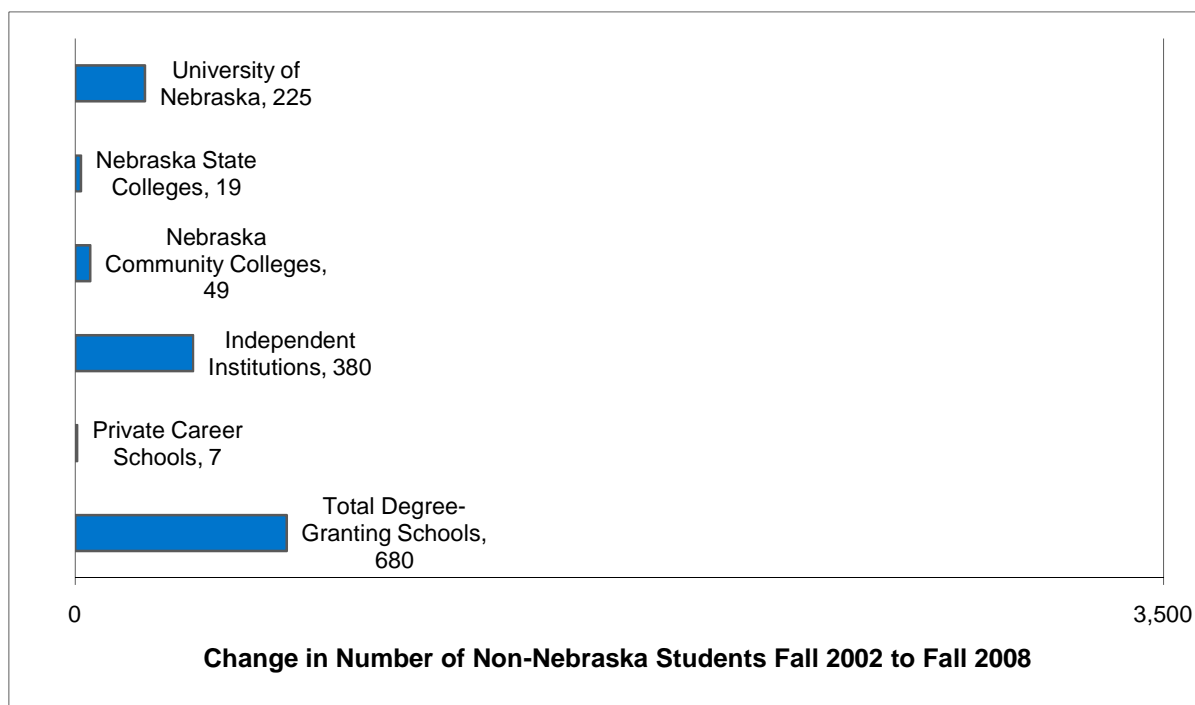 University of
Nebraska, 225
Nebraska State
Colleges, 19
Nebraska
Community Colleges,
49
Independent
Institutions, 380
Private Career
Schools, 7
Total Degree-
Granting Schools,
680
0
3,500
Change in Number of Non-Nebraska Students Fall 2002 to Fall 2008